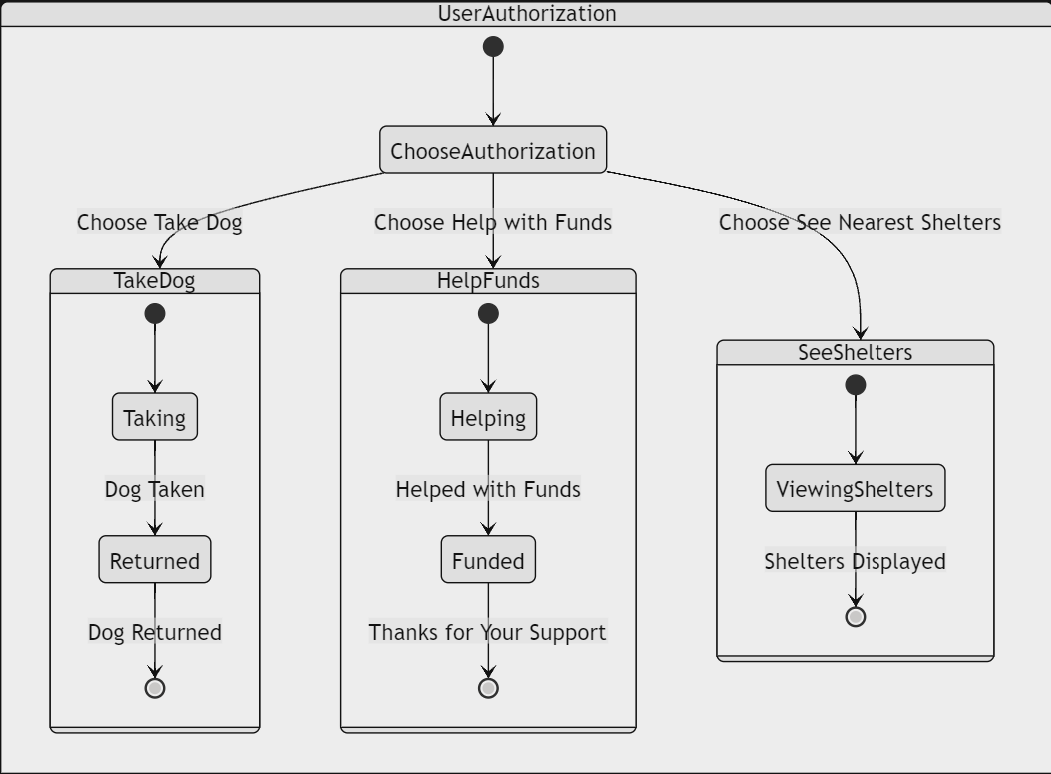 UserAuthorization
ChooseAuthorization
Choose Take Dog
Choose Help with Funds
Choose See Nearest Shelters
TakeDog
Taking
Dog Taken
Returned
Dog Returned
HelpFunds
Helping
Helped with Funds
Funded
Thanks for Your Support
SeeShelters
ViewingShelters
Shelters Displayed